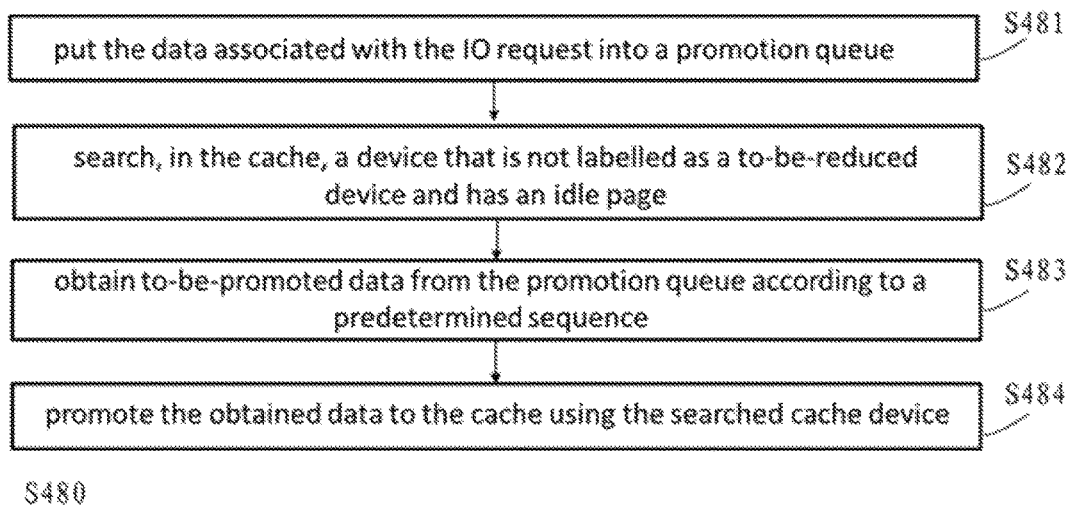 S481
put the data associated with the IO request into a promotion queue
search, in the cache, a device that is not labelled as a to-be-reduced
device and has an idle page
S482
obtain to-be-promoted data from the promotion queue according to a
predetermined sequence
S483
promote the obtained data to the cache using the searched cache device
S484
S480